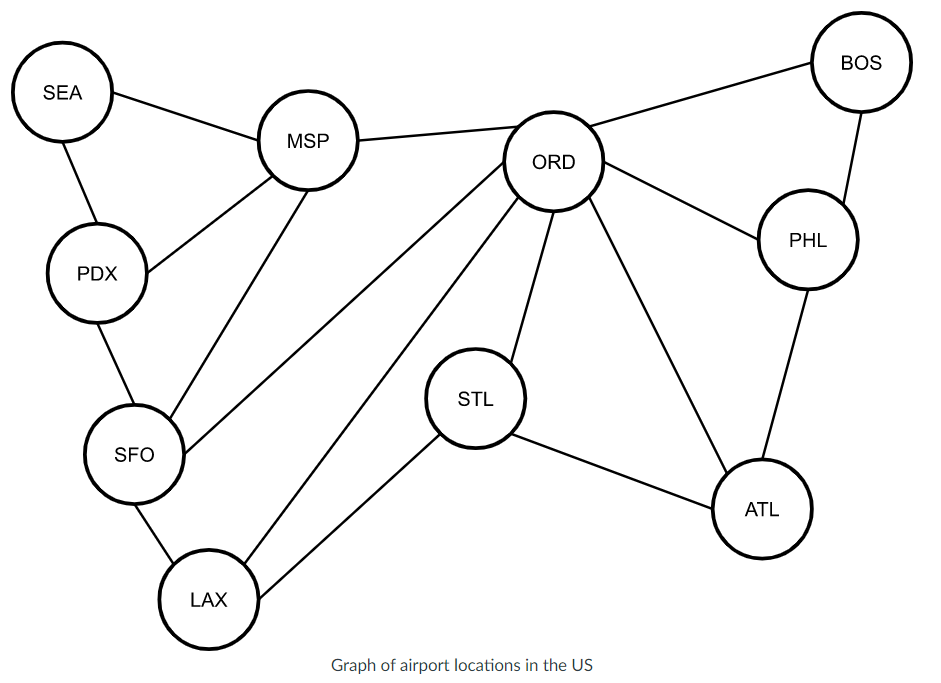 SEA
BOS
MSP
ORD
PHL
PDX
STL
SFO
ATL
LAX
Graph of airport locations in the US